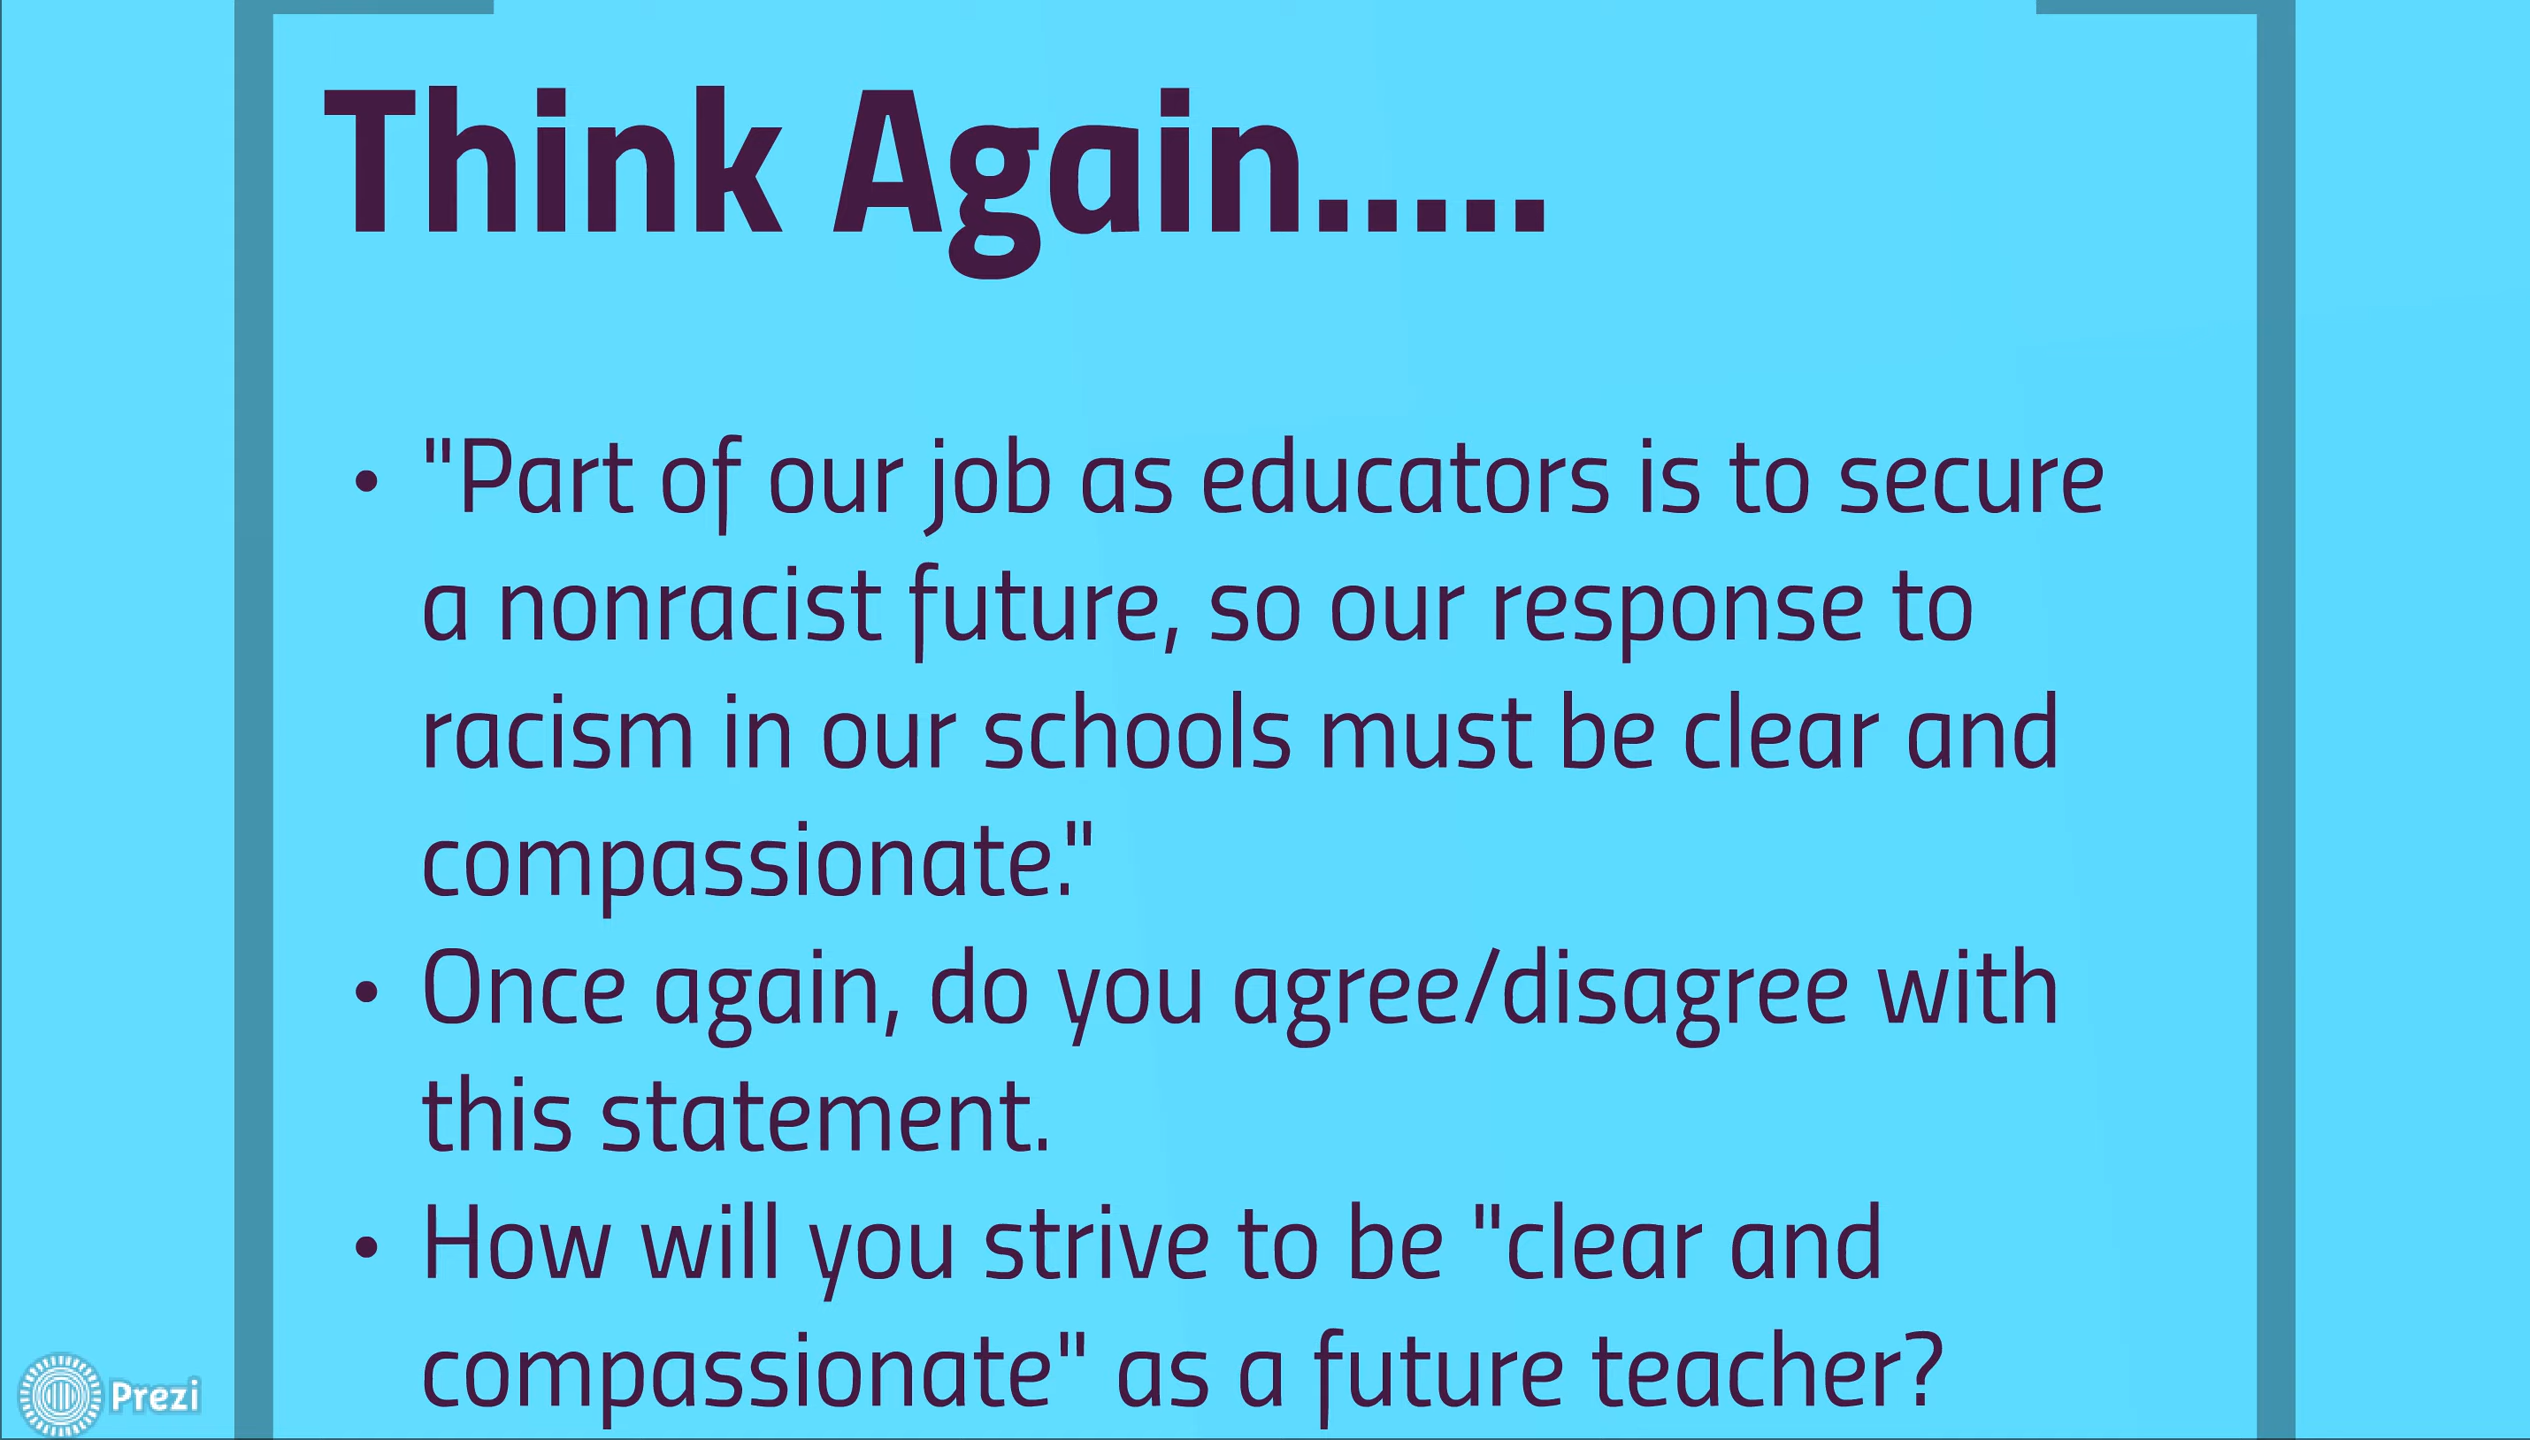 Think Again.....
• "Part of our job as educators is to secure
a nonracist future, so our response to
racism in our schools must be clear and
compassionate."
• Once again, do you agree/disagree with
this statement.
• How will you strive to be "clear and
compassionate" as a future teacher?
Prezi